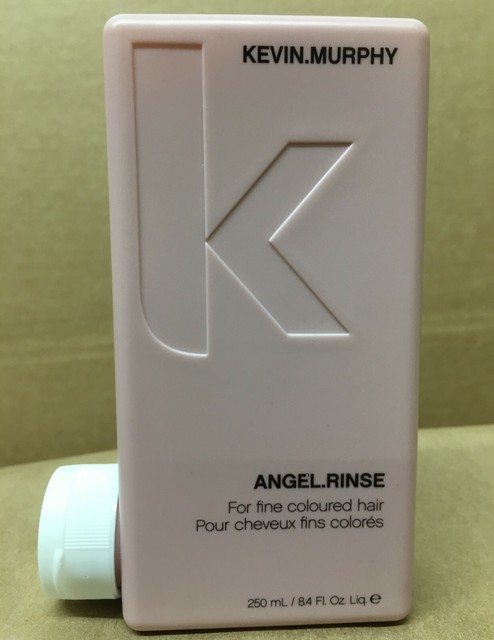 KEVIN.MURPHY
K
ANGEL.RINSE
For fine coloured hair
Pour cheveux fins colorés
250 mL / 8.4 Fl. Oz. Liq. ℮